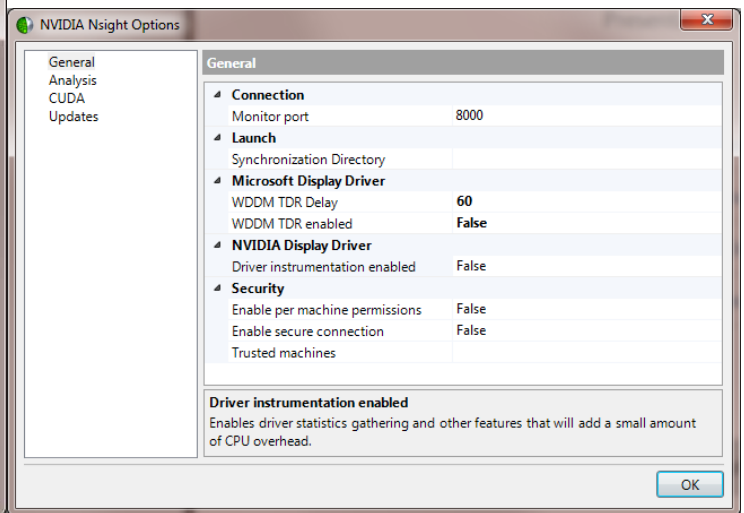 NVIDIA Nsight Options
General
Analysis
CUDA
Updates
General
Connection
Monitor port 8000
Launch
Synchronization Directory
Microsoft Display Driver
WDDM TDR Delay 60
WDDM TDR enabled False
NVIDIA Display Driver
Driver instrumentation enabled False
Security
Enable per machine permissions False
Enable secure connection False
Trusted machines
Driver instrumentation enabled
Enables driver statistics gathering and other features that will add a small amount
of CPU overhead.
OK